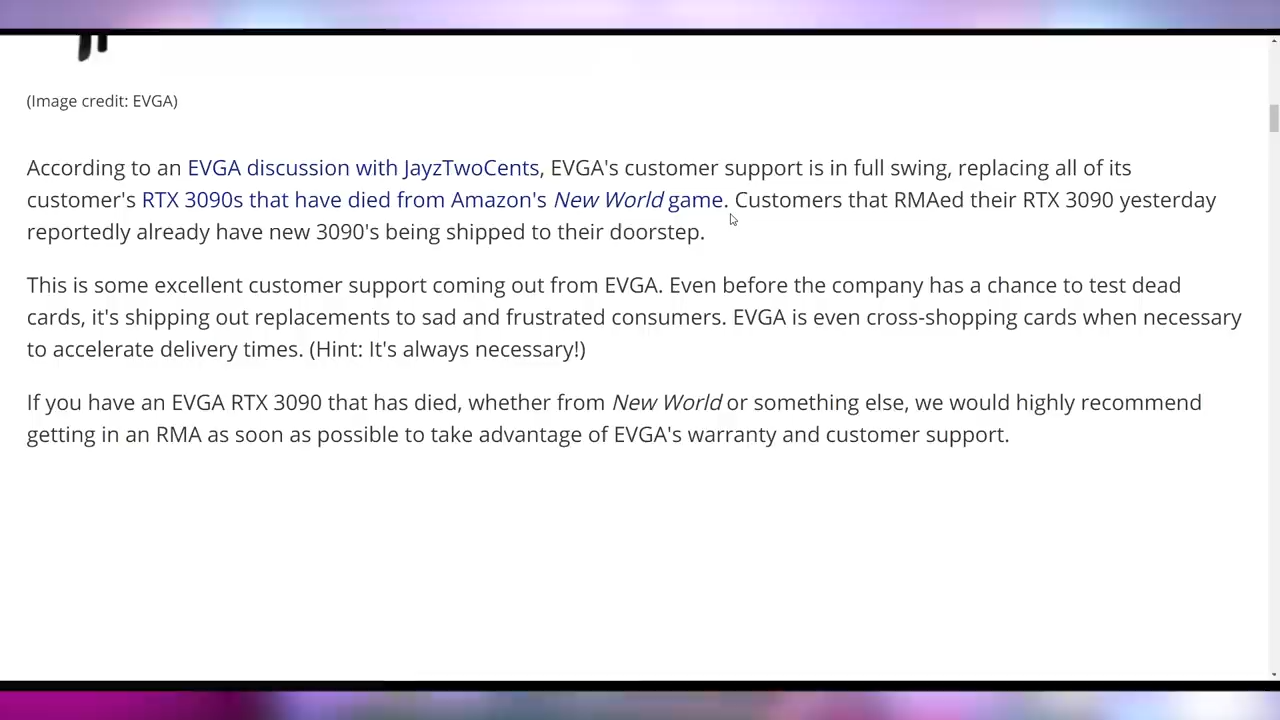 (Image credit: EVGA)
According to an EVGA discussion with JayzTwoCents, EVGA's customer support is in full swing, replacing all of its
customer's RTX 3090s that have died from Amazon's New World game. Customers that RMAed their RTX 3090 yesterday
reportedly already have new 3090's being shipped to their doorstep.
This is some excellent customer support coming out from EVGA. Even before the company has a chance to test dead
cards, it's shipping out replacements to sad and frustrated consumers. EVGA is even cross-shopping cards when necessary
to accelerate delivery times. (Hint: It's always necessary!)
If you have an EVGA RTX 3090 that has died, whether from New World or something else, we would highly recommend
getting in an RMA as soon as possible to take advantage of EVGA's warranty and customer support.